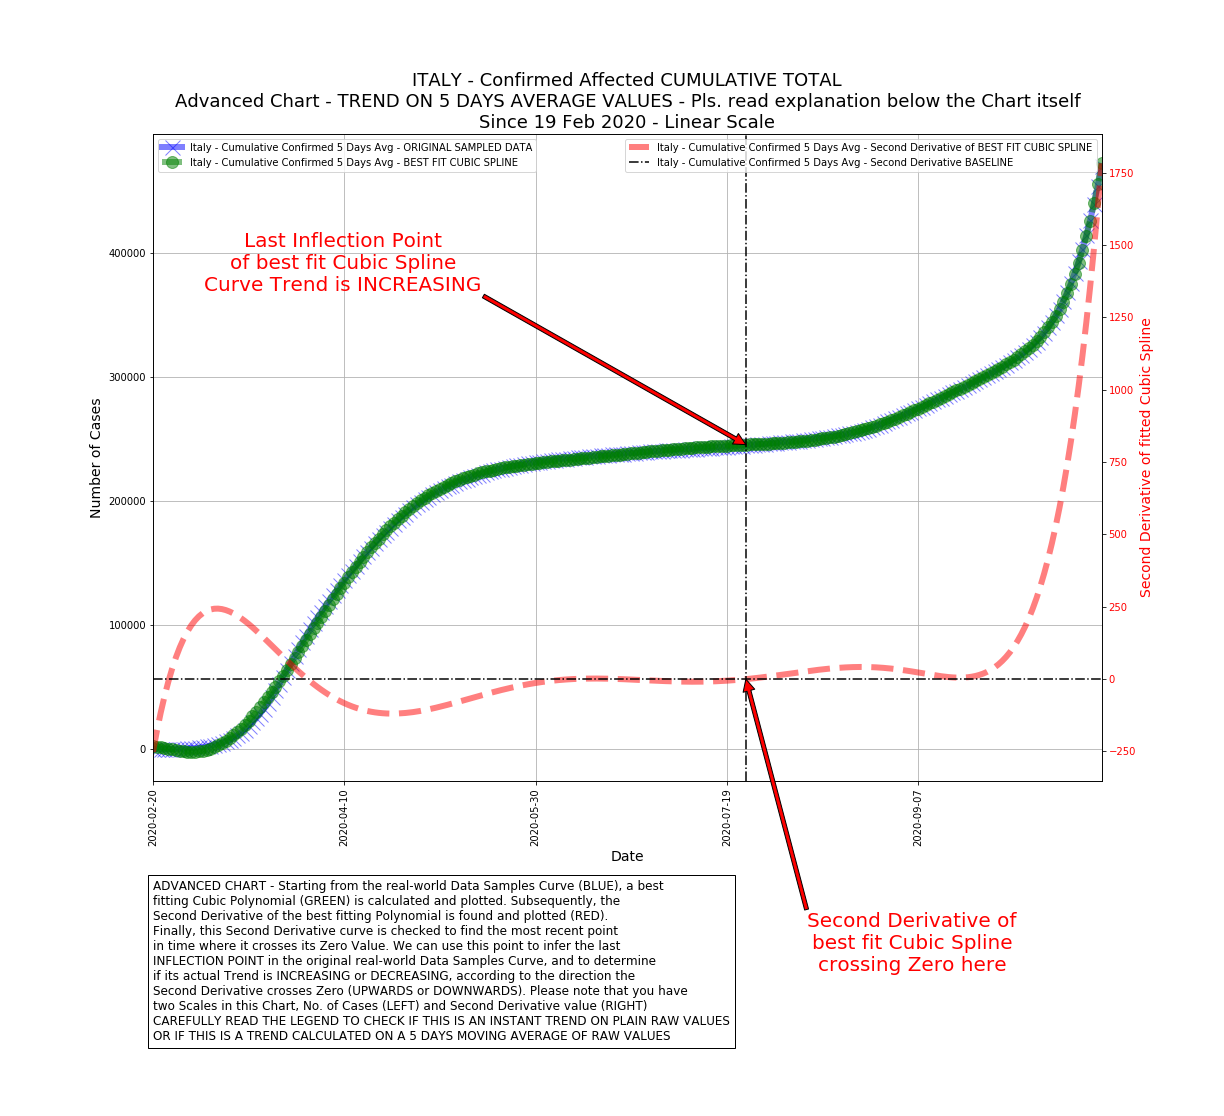 ITALY - Confirmed Affected CUMULATIVE TOTAL
Advanced Chart - TREND ON 5 DAYS AVERAGE VALUES - Pls. read explanation below the Chart itself
Since 19 Feb 2020 - Linear Scale
Italy - Cumulative Confirmed 5 Days Avg - ORIGINAL SAMPLED DATA
Italy - Cumulative Confirmed 5 Days Avg - BEST FIT CUBIC SPLINE
Italy - Cumulative Confirmed 5 Days Avg - Second Derivative of BEST FIT CUBIC SPLINE
Italy - Cumulative Confirmed 5 Days Avg - Second Derivative BASELINE
Last Inflection Point
of best fit Cubic Spline
Curve Trend is INCREASING
Number of Cases
400000
300000
200000
100000
0
1750
1500
1250
1000
750
500
250
0
−250
Second Derivative of fitted Cubic Spline
2020-02-20
2020-04-10
2020-05-30
2020-07-19
2020-09-07
Date
Second Derivative of
best fit Cubic Spline
crossing Zero here
ADVANCED CHART - Starting from the real-world Data Samples Curve (BLUE), a best
fitting Cubic Polynomial (GREEN) is calculated and plotted. Subsequently, the
Second Derivative of the best fitting Polynomial is found and plotted (RED).
Finally, this Second Derivative curve is checked to find the most recent point
in time where it crosses its Zero Value. We can use this point to infer the last
INFLECTION POINT in the original real-world Data Samples Curve, and to determine
if its actual Trend is INCREASING or DECREASING, according to the direction the
Second Derivative crosses Zero (UPWARDS or DOWNWARDS). Please note that you have
two Scales in this Chart, No. of Cases (LEFT) and Second Derivative value (RIGHT)
CAREFULLY READ THE LEGEND TO CHECK IF THIS IS AN INSTANT TREND ON PLAIN RAW VALUES
OR IF THIS IS A TREND CALCULATED ON A 5 DAYS MOVING AVERAGE OF RAW VALUES